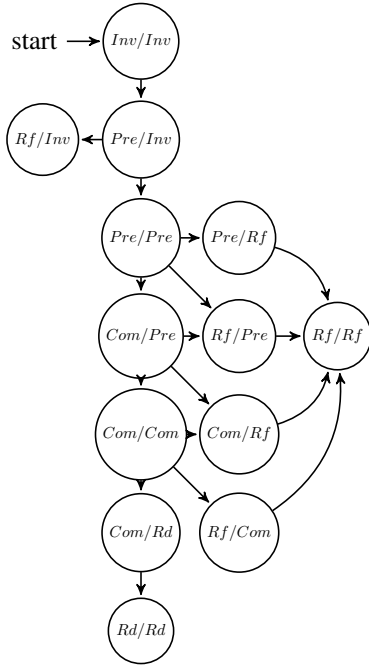 start
Inv/Inv
Rf/Inv
Pre/Inv
Pre/Pre
Pre/Rf
Com/Pre
Rf/Pre
Rf/Rf
Com/Com
Com/Rf
Com/Rd
Rf/Com
Rd/Rd